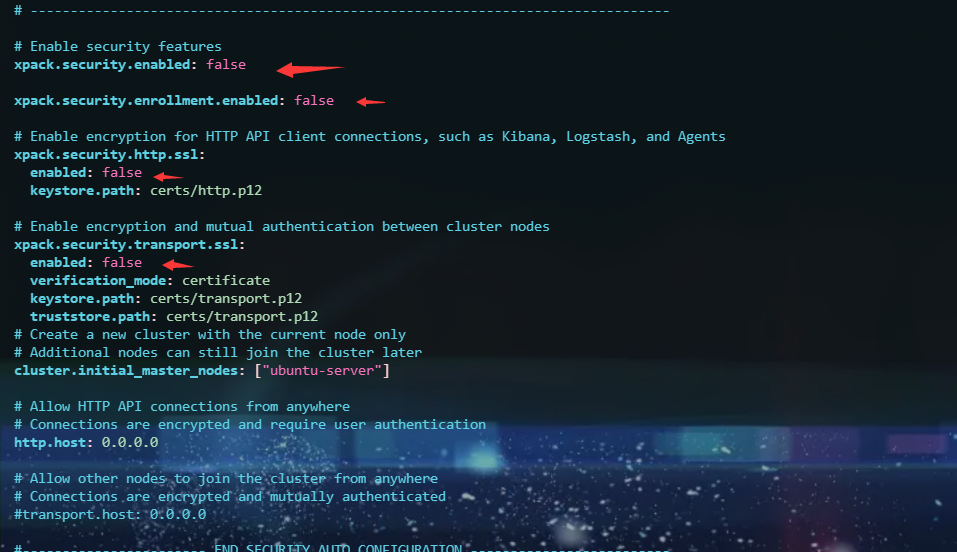 # --------------------------------------------------------------------------------
# Enable security features
xpack.security.enabled: false
xpack.security.enrollment.enabled: false
# Enable encryption for HTTP API client connections, such as Kibana, Logstash, and Agents
xpack.security.http.ssl:
  enabled: false
  keystore.path: certs/http.p12
# Enable encryption and mutual authentication between cluster nodes
xpack.security.transport.ssl:
  enabled: false
  verification_mode: certificate
  keystore.path: certs/transport.p12
  truststore.path: certs/transport.p12
# Create a new cluster with the current node only
# Additional nodes can still join the cluster later
cluster.initial_master_nodes: ["ubuntu-server"]
# Allow HTTP API connections from anywhere
# Connections are encrypted and require user authentication
http.host: 0.0.0.0
# Allow other nodes to join the cluster from anywhere
# Connections are encrypted and mutually authenticated
#transport.host: 0.0.0.0
#----------------------- END SECURITY AUTO CONFIGURATION -------------------------